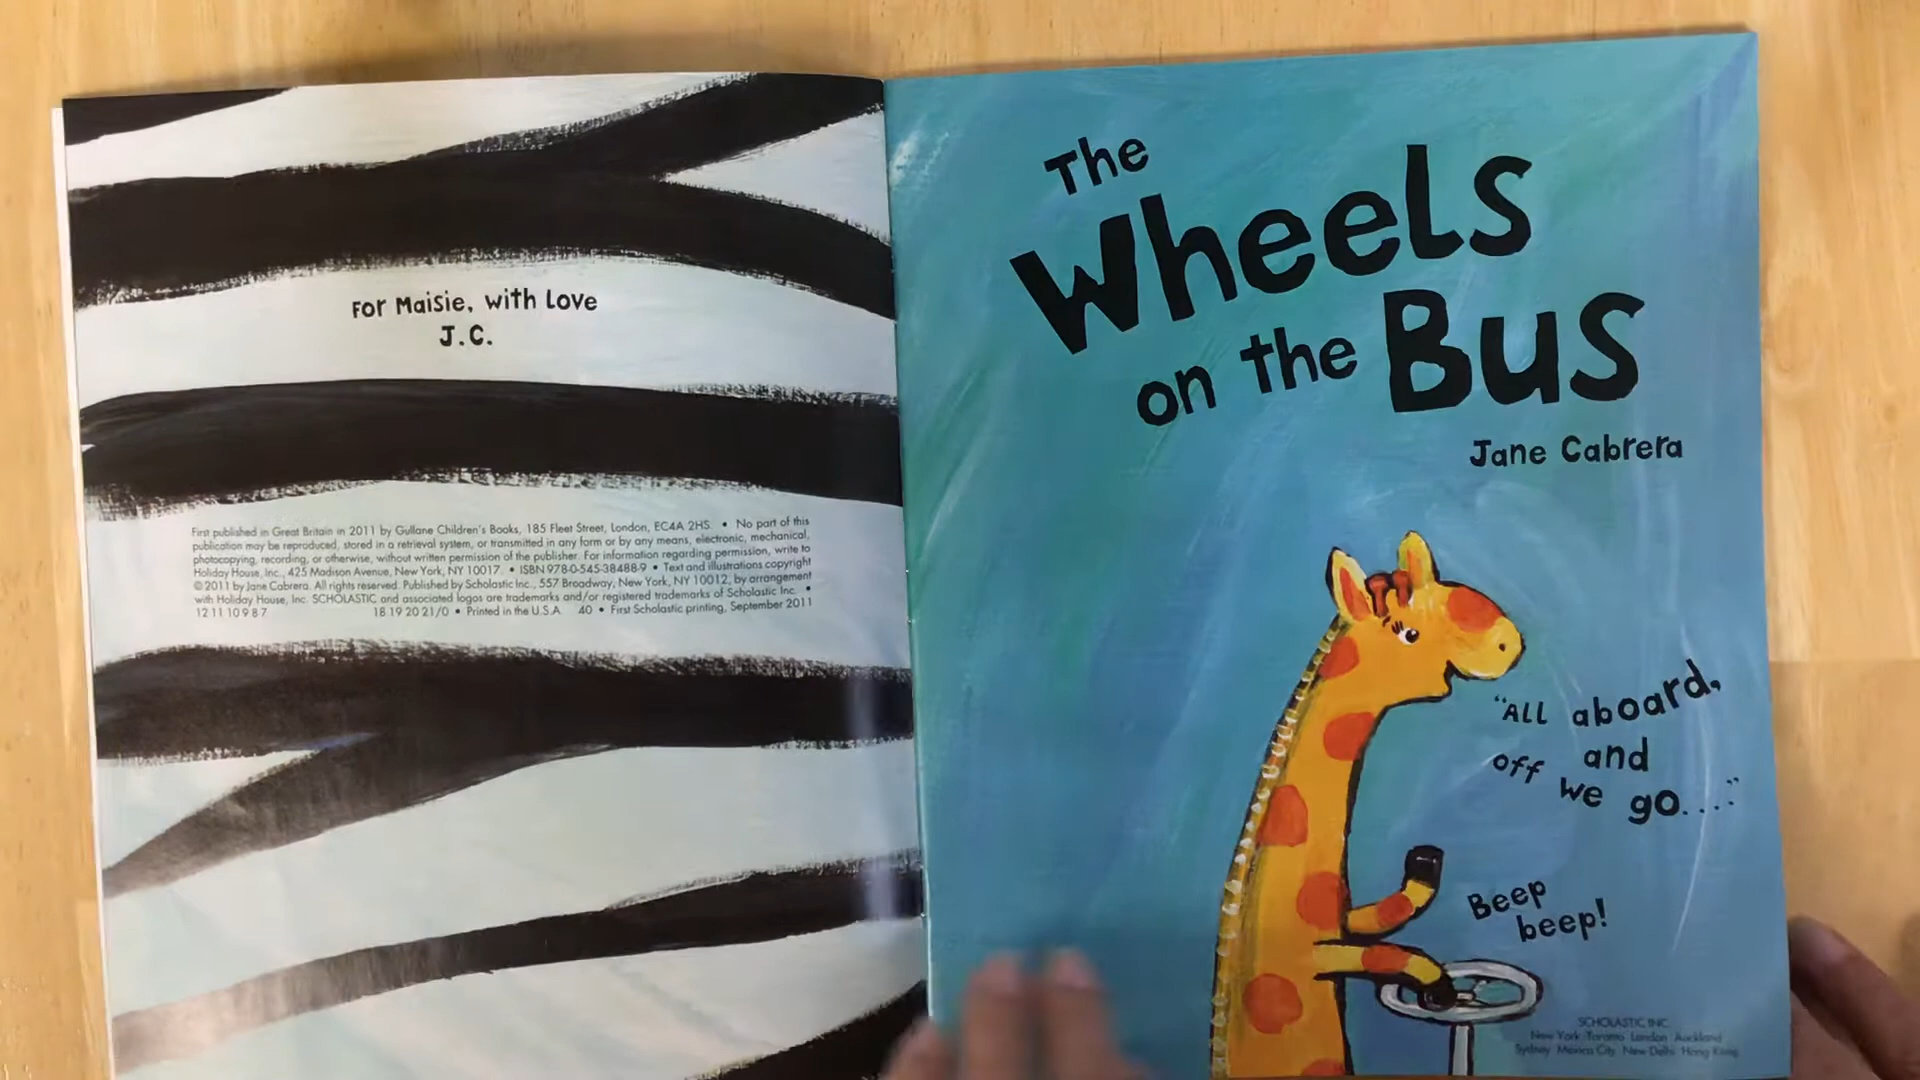 For Maisie, with Love
J.C.
First published in Great Britain in 2011 by Gullane Children's Books, 185 Fleet Street, London, EC4A 2HS. • No part of this
publication may be reproduced, stored in a retrieval system, or transmitted in any form or by any means, electronic, mechanical,
photocopying, recording, or otherwise, without written permission of the publisher. For information regarding permission, write to
Holiday House, Inc., 425 Madison Avenue, New York, NY 10017. • ISBN 978-0-545-38488-9 • Text and illustrations copyright
©2011 by Jane Cabrera. All rights reserved. Published by Scholastic Inc., 557 Broadway, New York, NY 10012, by arrangement
with Holiday House, Inc. SCHOLASTIC and associated logos are trademarks and/or registered trademarks of Scholastic Inc. •
12 11 10 9 8 7 18 19 20 21/0 • Printed in the U.S.A. 40 • First Scholastic printing, September 2011
The
Wheels
on the Bus
Jane Cabrera
"All aboard,
off and
we go...."
Beep
beep!
SCHOLASTIC INC.
New York Toronto London Auckland
Sydney Mexico City New Delhi Hong Kong